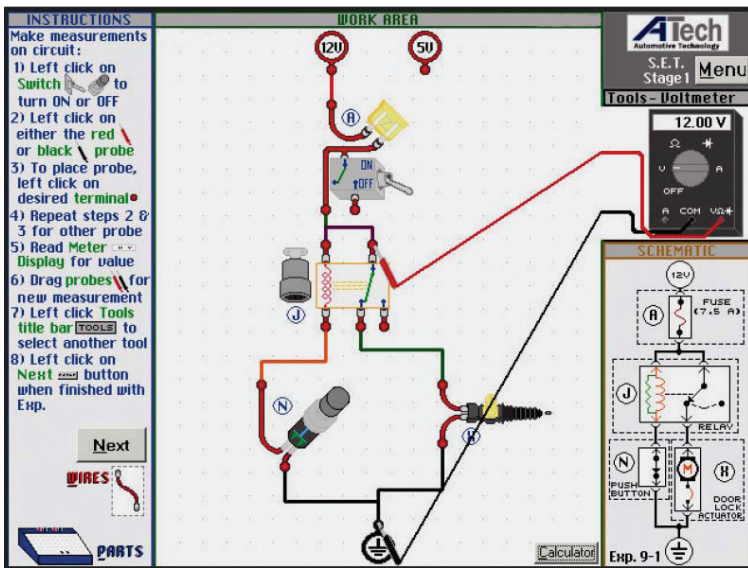 INSTRUCTIONS
Make measurements
on circuit:
1) Left click on
Switch to
turn ON or OFF
2) Left click on
either the red
or black probe
3) To place probe,
left click on
desired terminal
4) Repeat steps 2 &
3 for other probe
5) Read Meter
Display for value
6) Drag probes for
new measurement
7) Left click Tools
title bar TOOLS to
select another tool
8) Left click on
Next button
when finished with
Exp.
Next
WIRES
PARTS
WORK AREA
12V
5V
A
ON
OFF
J
N
X
Calculator
ATech
Automotive Technology
S.E.T.
Stage1
Menu
Tools - Voltmeter
12.00 V
Ω
V
A
OFF
A
COM
VΩ
SCHEMATIC
12V
A
FUSE
(7.5 A)
J
RELAY
N
X
M
PUSH
BUTTON
DOOR
LOCK
ACTUATOR
Exp. 9-1